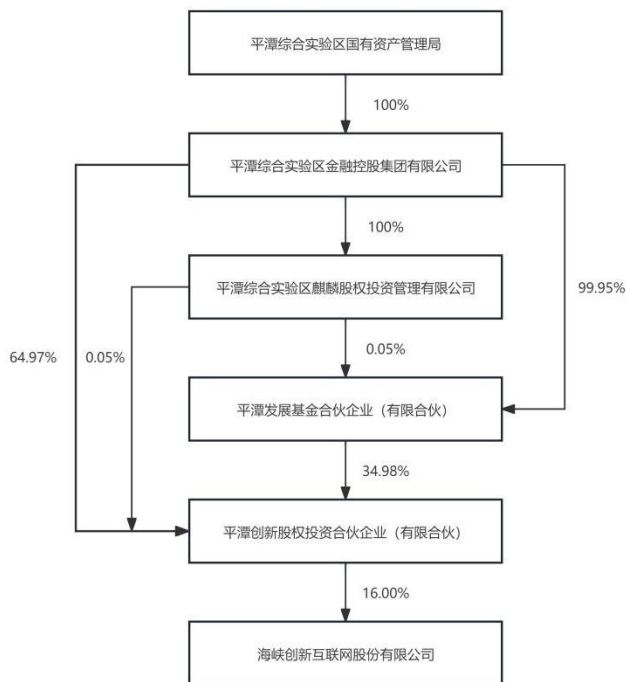 平潭综合实验区国有资产管理局
100%
平潭综合实验区金融控股集团有限公司
100%
平潭综合实验区麒麟股权投资管理有限公司
99.95%
64.97%
0.05%
0.05%
平潭发展基金合伙企业（有限合伙）
34.98%
平潭创新股权投资合伙企业（有限合伙）
16.00%
海峡创新互联网股份有限公司